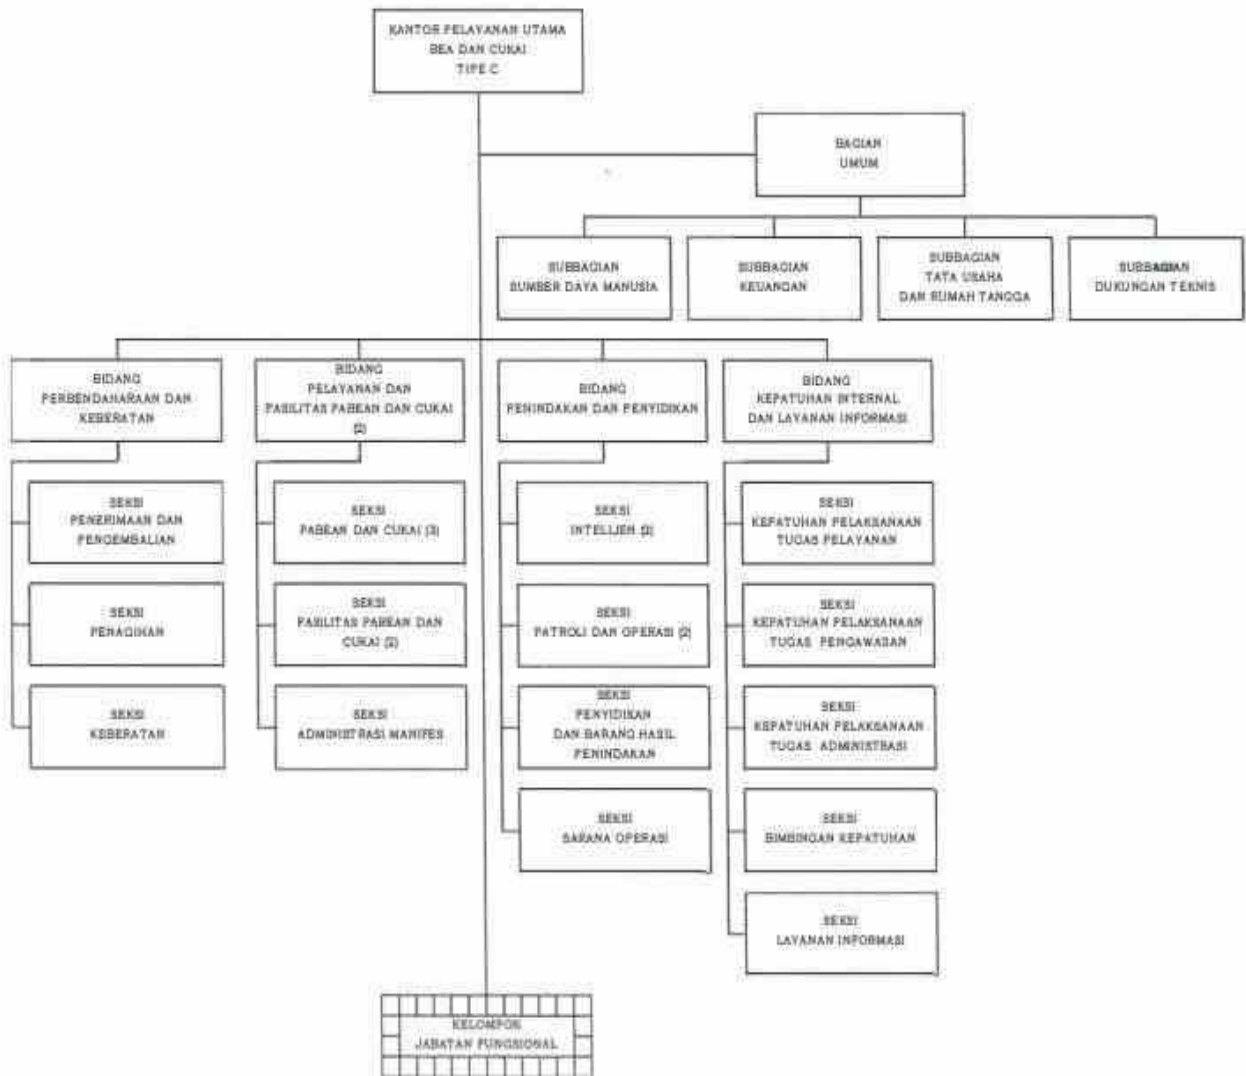 KANTOR PELAYANAN UTAMA
BEA DAN CUKAI
TIPE C
BAGIAN
UMUM
SUBBAGIAN
SUMBER DAYA MANUSIA
SUBBAGIAN
KEUANGAN
SUBBAGIAN
TATA USAHA
DAN RUMAH TANGGA
SUBBAGIAN
DUKUNGAN TEKNIS
BIDANG
PERBENDAHARAAN DAN
KEBERATAN
BIDANG
PELAYANAN DAN
FASILITAS PABEAN DAN CUKAI
(2)
BIDANG
PENINDAKAN DAN PENYIDIKAN
BIDANG
KEPATUHAN INTERNAL
DAN LAYANAN INFORMASI
SEKSI
PENERIMAAN DAN
PENGEMBALIAN
SEKSI
PENAGIHAN
SEKSI
KEBERATAN
SEKSI
PABEAN DAN CUKAI (3)
SEKSI
FASILITAS PABEAN DAN
CUKAI (2)
SEKSI
ADMINISTRASI MANIFES
SEKSI
INTELIJEN (2)
SEKSI
PATROLI DAN OPERASI (2)
SEKSI
PENYIDIKAN
DAN BARANG HASIL
PENINDAKAN
SEKSI
SARANA OPERASI
SEKSI
KEPATUHAN PELAKSANAAN
TUGAS PELAYANAN
SEKSI
KEPATUHAN PELAKSANAAN
TUGAS PENGAWASAN
SEKSI
KEPATUHAN PELAKSANAAN
TUGAS ADMINISTRASI
SEKSI
BIMBINGAN KEPATUHAN
SEKSI
LAYANAN INFORMASI
KELOMPOK
JABATAN FUNGSIONAL